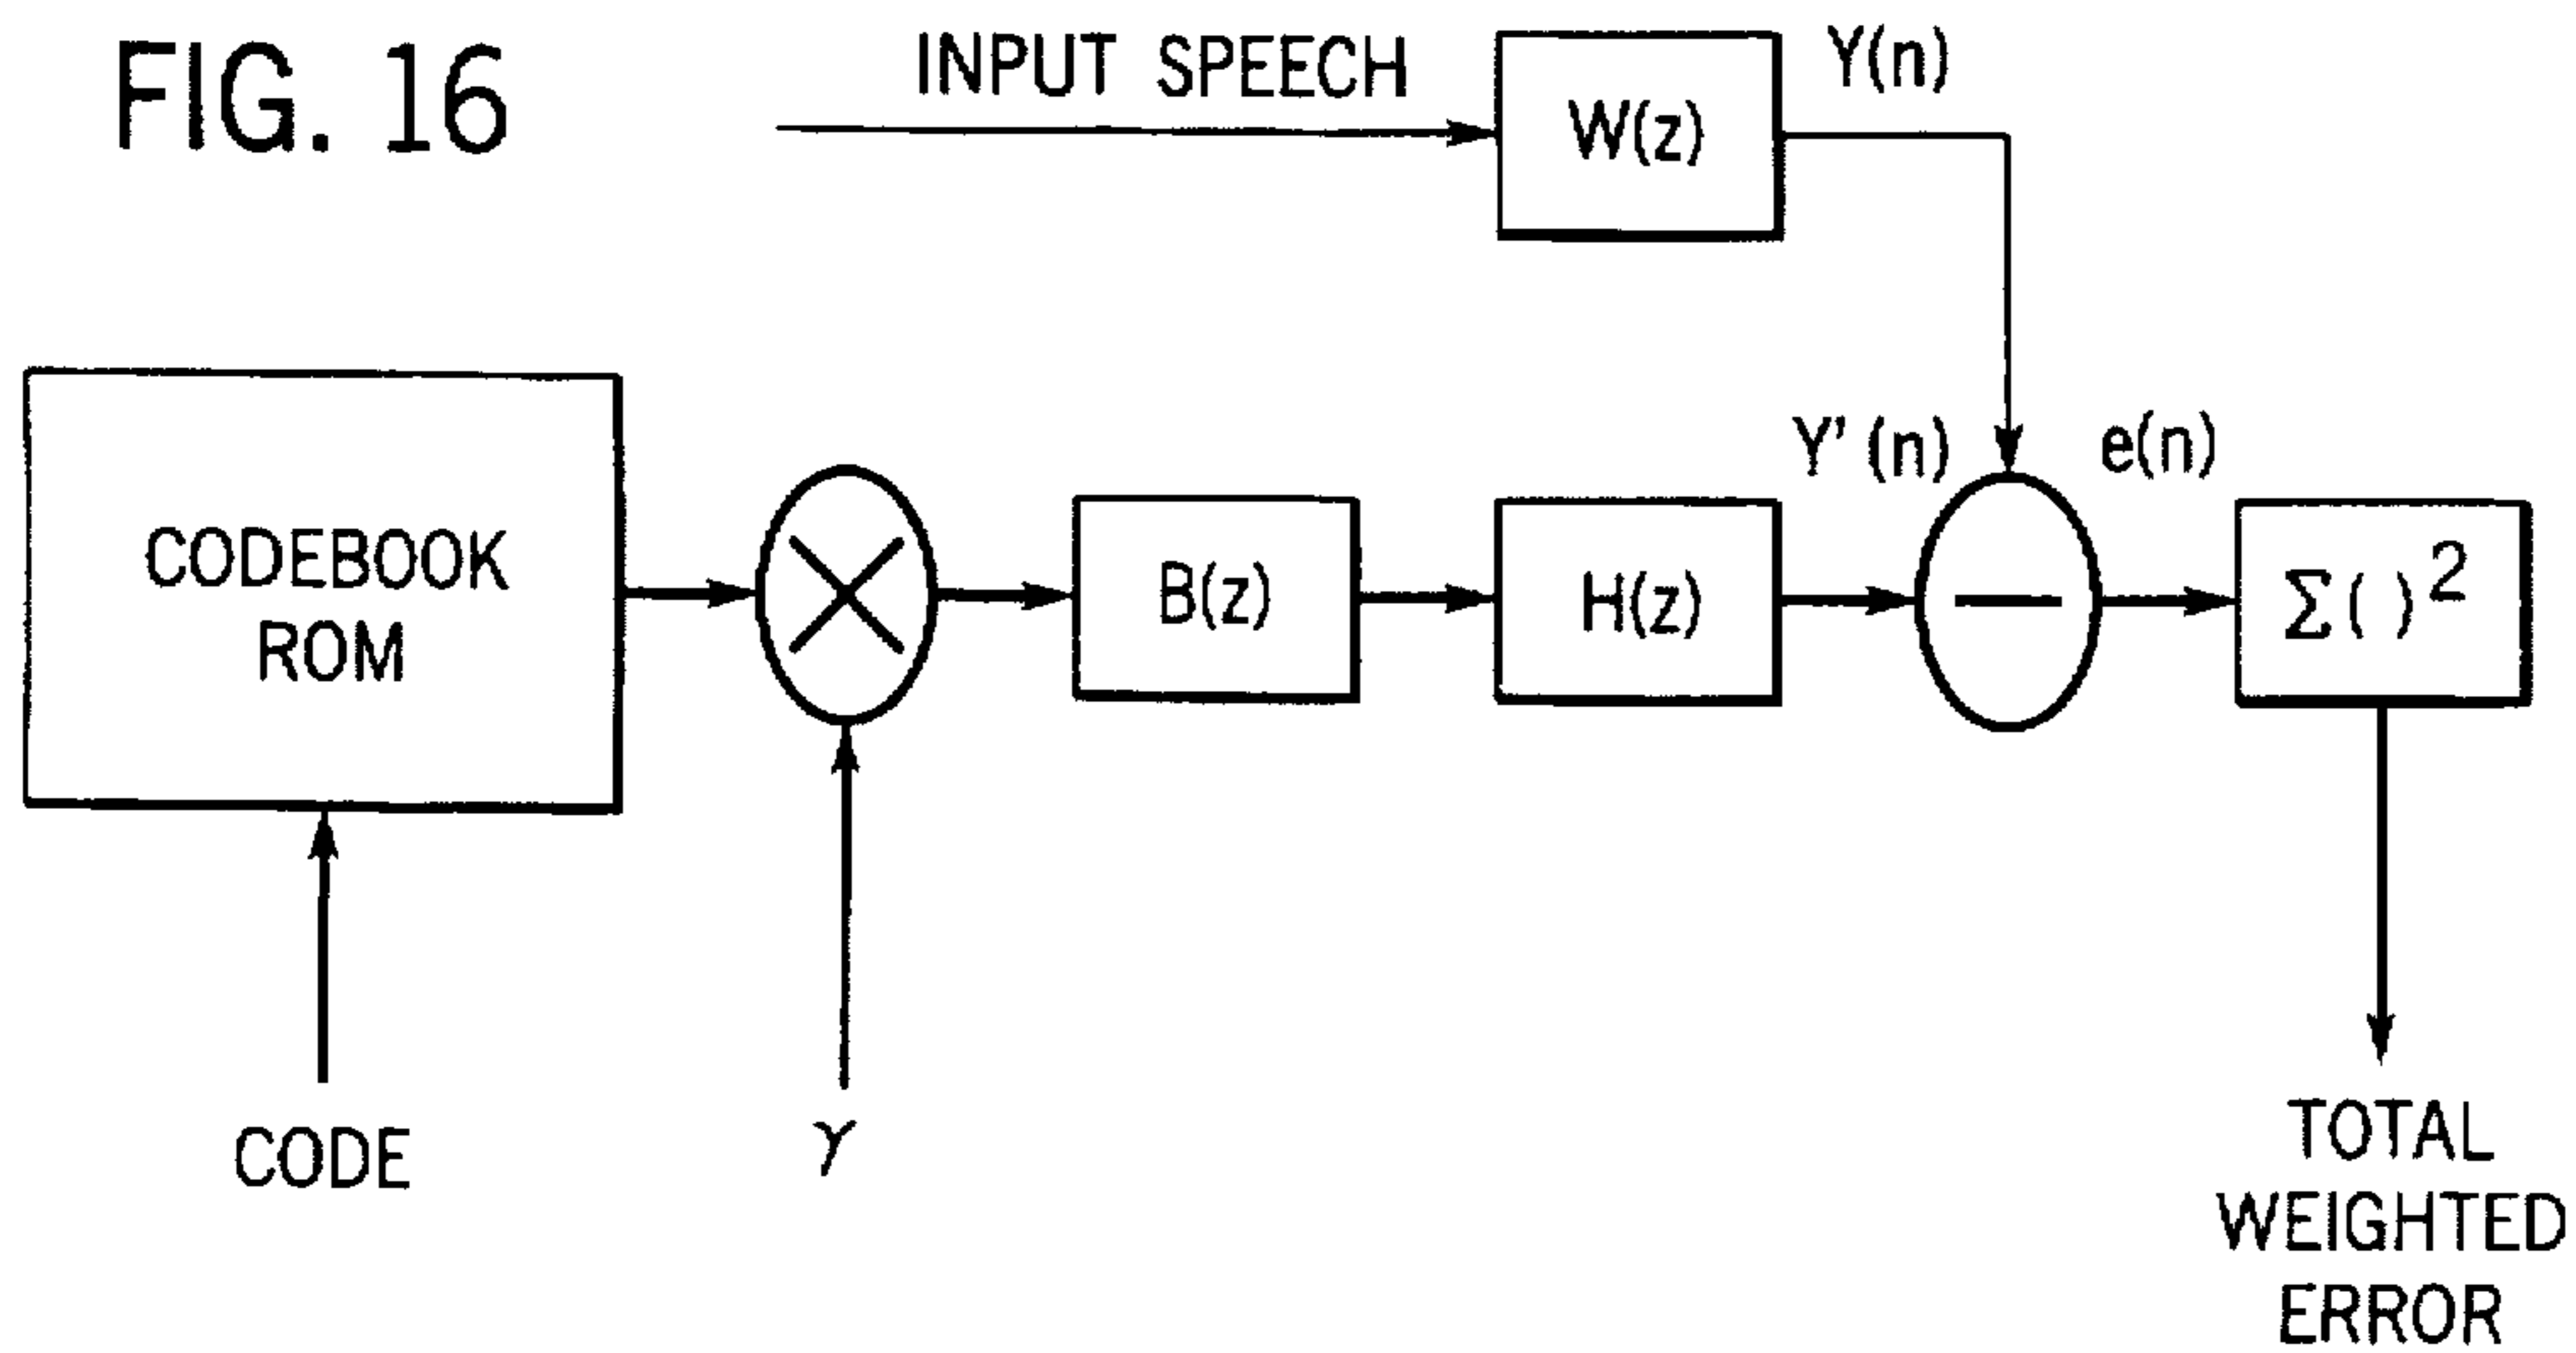 FIG. 16
INPUT SPEECH
W(z)
Y(n)
CODEBOOK
ROM
B(z)
H(z)
Y'(n)
e(n)
Σ( )²
CODE
γ
TOTAL
WEIGHTED
ERROR